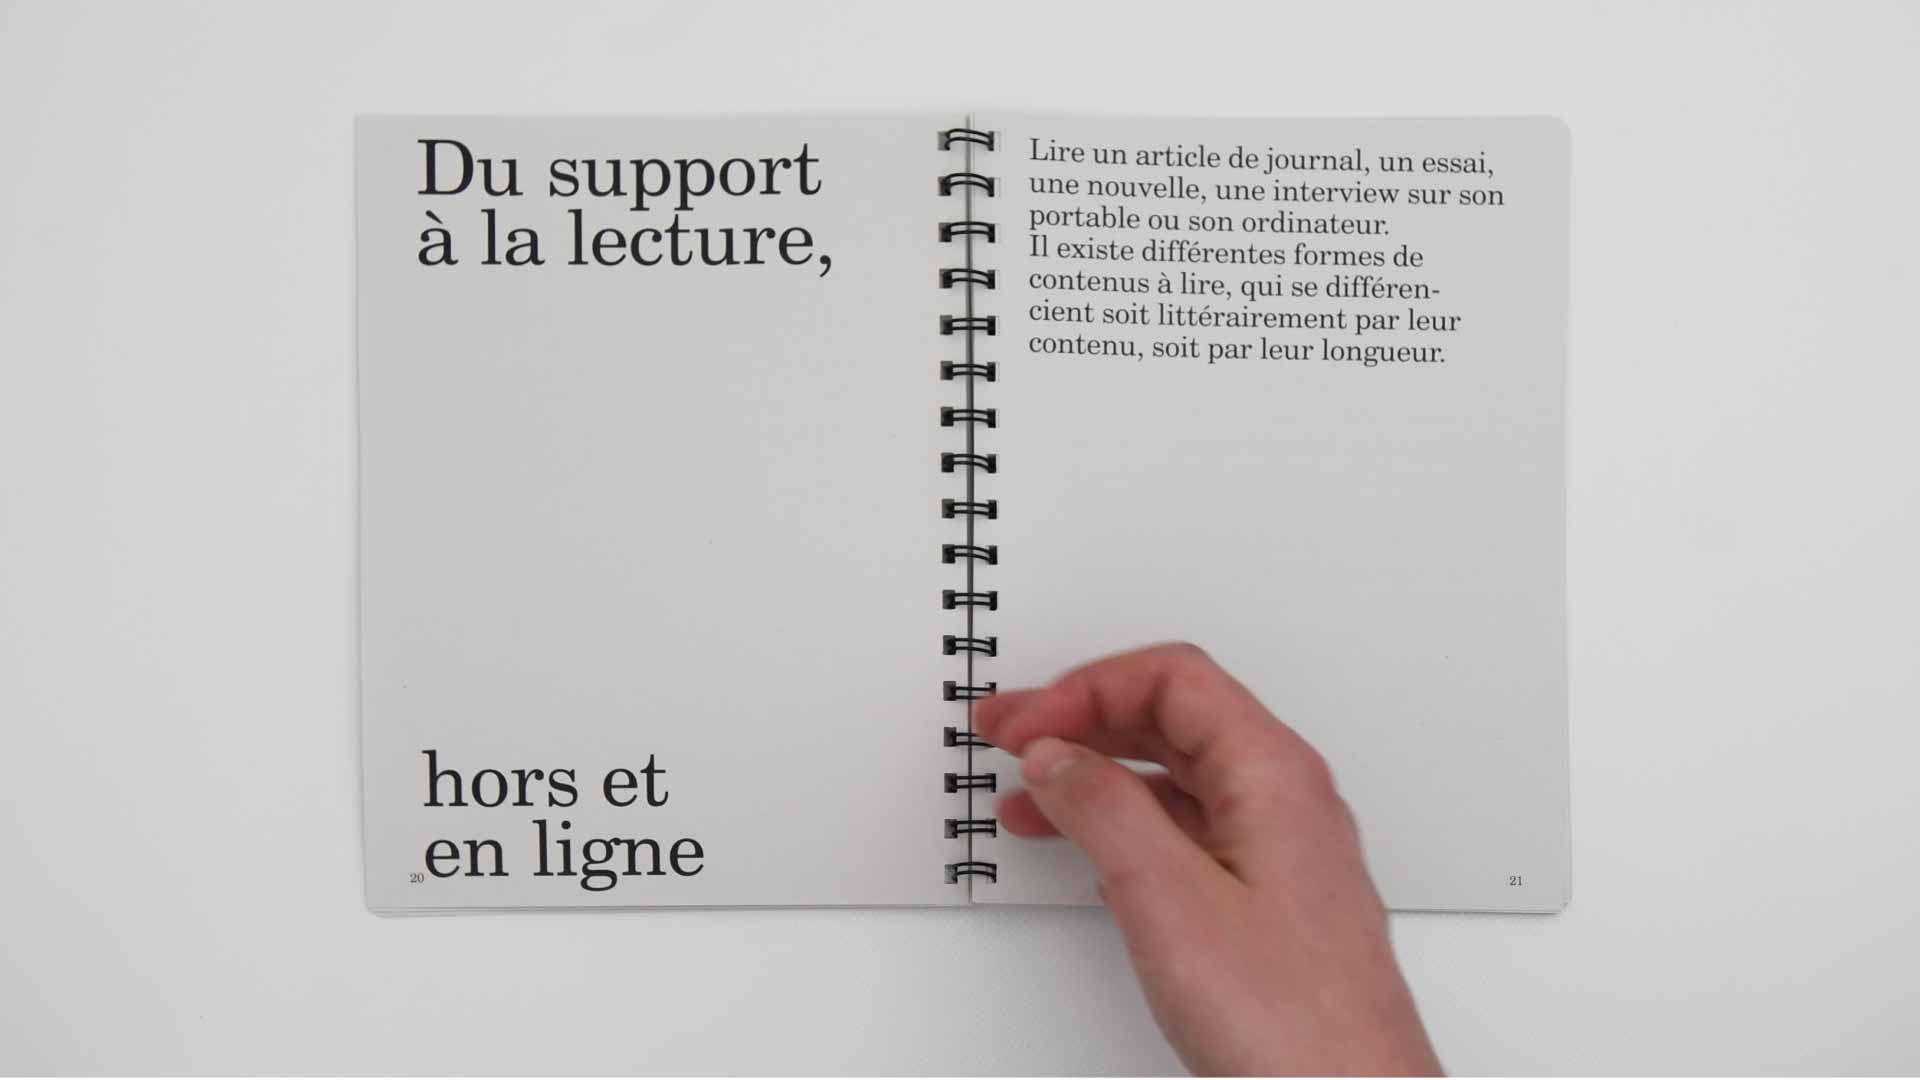 Du support
à la lecture,
hors et
en ligne
20
Lire un article de journal, un essai,
une nouvelle, une interview sur son
portable ou son ordinateur.
Il existe différentes formes de
contenus à lire, qui se différen-
cient soit littérairement par leur
contenu, soit par leur longueur.
21